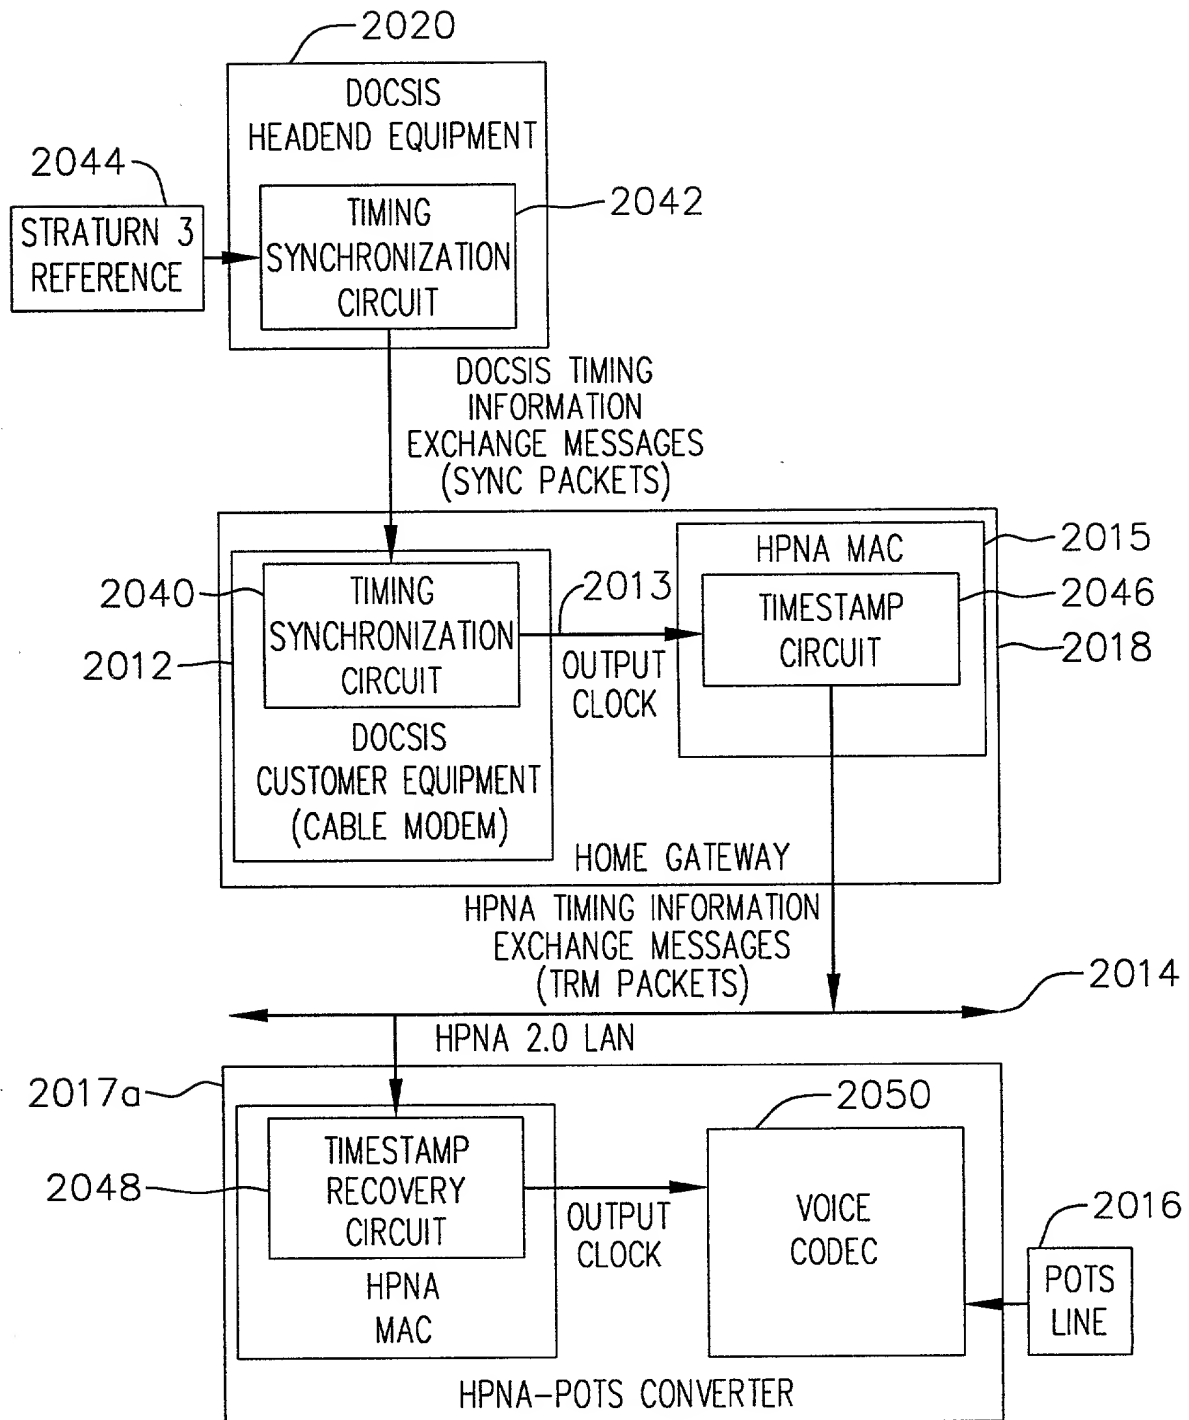 2020
DOCSIS
HEADEND EQUIPMENT
2044
STRATURN 3
REFERENCE
TIMING
SYNCHRONIZATION
CIRCUIT
2042
DOCSIS TIMING
INFORMATION
EXCHANGE MESSAGES
(SYNC PACKETS)
HPNA MAC
2015
2040
TIMING
SYNCHRONIZATION
CIRCUIT
2013
OUTPUT
CLOCK
TIMESTAMP
CIRCUIT
2046
2018
2012
DOCSIS
CUSTOMER EQUIPMENT
(CABLE MODEM)
HOME GATEWAY
HPNA TIMING INFORMATION
EXCHANGE MESSAGES
(TRM PACKETS)
2014
HPNA 2.0 LAN
2017a
2050
2048
TIMESTAMP
RECOVERY
CIRCUIT
OUTPUT
CLOCK
VOICE
CODEC
2016
POTS
LINE
HPNA
MAC
HPNA-POTS CONVERTER